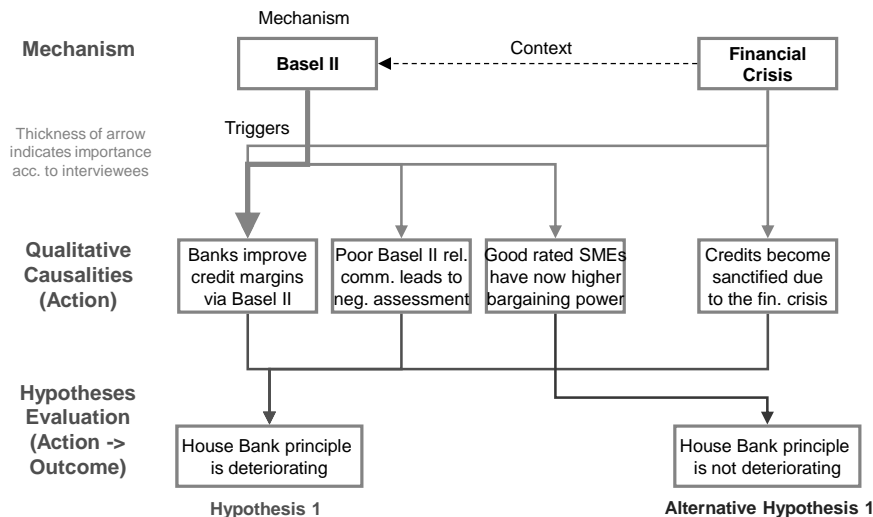 Mechanism
Mechanism
Basel II
Context
Financial
Crisis
Thickness of arrow
indicates importance
acc. to interviewees
Triggers
Qualitative
Causalities
(Action)
Banks improve
credit margins
via Basel II
Poor Basel II rel.
comm. leads to
neg. assessment
Good rated SMEs
have now higher
bargaining power
Credits become
sanctified due
to the fin. crisis
Hypotheses
Evaluation
(Action ->
Outcome)
House Bank principle
is deteriorating
House Bank principle
is not deteriorating
Hypothesis 1
Alternative Hypothesis 1